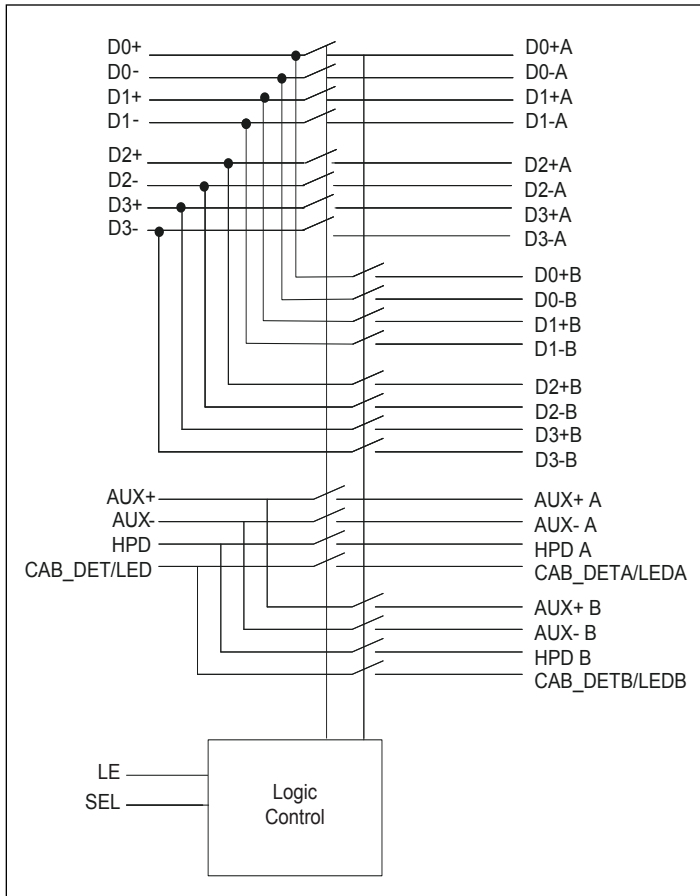 D0+ D0+A
D0- D0-A
D1+ D1+A
D1- D1-A
D2+ D2+A
D2- D2-A
D3+ D3+A
D3- D3-A
D0+B
D0-B
D1+B
D1-B
D2+B
D2-B
D3+B
D3-B
AUX+ AUX+ A
AUX- AUX- A
HPD HPD A
CAB_DET/LED CAB_DETA/LEDA
AUX+ B
AUX- B
HPD B
CAB_DETB/LEDB
LE
SEL
Logic
Control